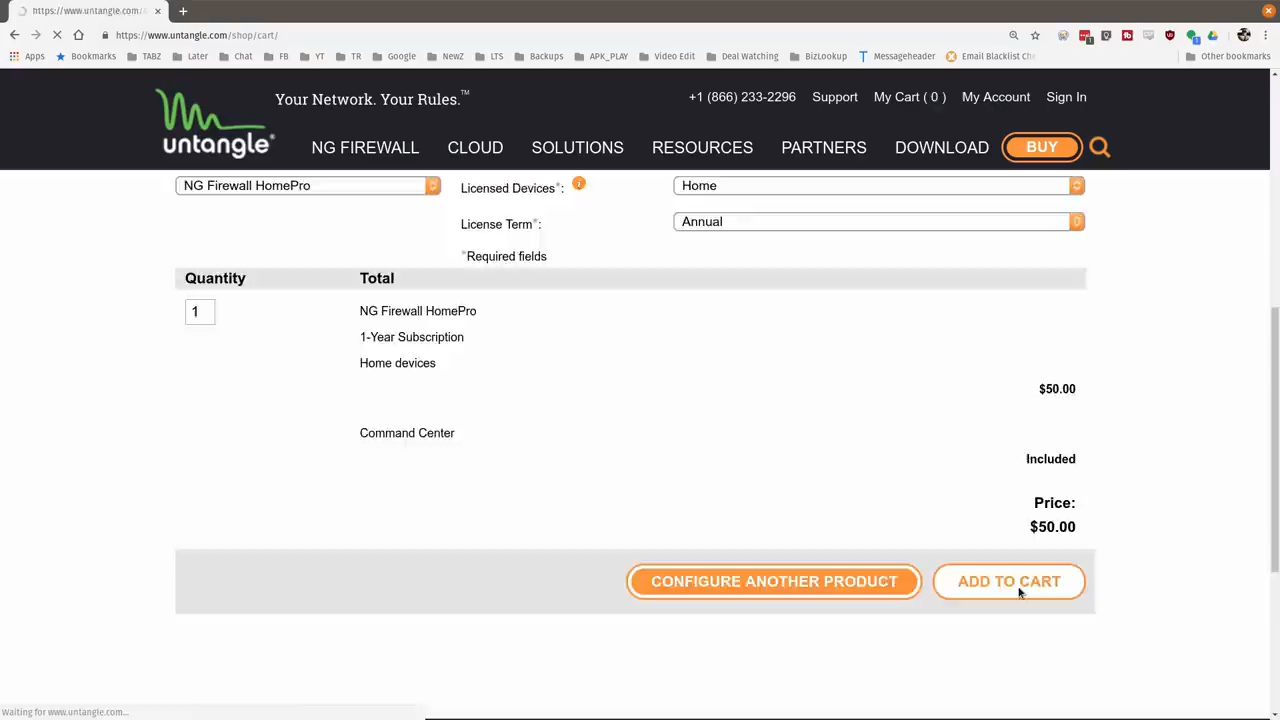 https://www.untangle.com/
https://www.untangle.com/shop/cart/
Apps
Bookmarks
TABZ
Later
Chat
FB
YT
TR
Google
NewZ
LTS
Backups
APK_PLAY
Video Edit
Deal Watching
BizLookup
Messageheader
Email Blacklist Che
Other bookmarks
Your Network. Your Rules.™
+1 (866) 233-2296
Support
My Cart ( 0 )
My Account
Sign In
untangle®
NG FIREWALL
CLOUD
SOLUTIONS
RESOURCES
PARTNERS
DOWNLOAD
BUY
NG Firewall HomePro
Licensed Devices*:
Home
License Term*:
Annual
*Required fields
Quantity
Total
1
NG Firewall HomePro
1-Year Subscription
Home devices
$50.00
Command Center
Included
Price:
$50.00
CONFIGURE ANOTHER PRODUCT
ADD TO CART
Waiting for www.untangle.com...